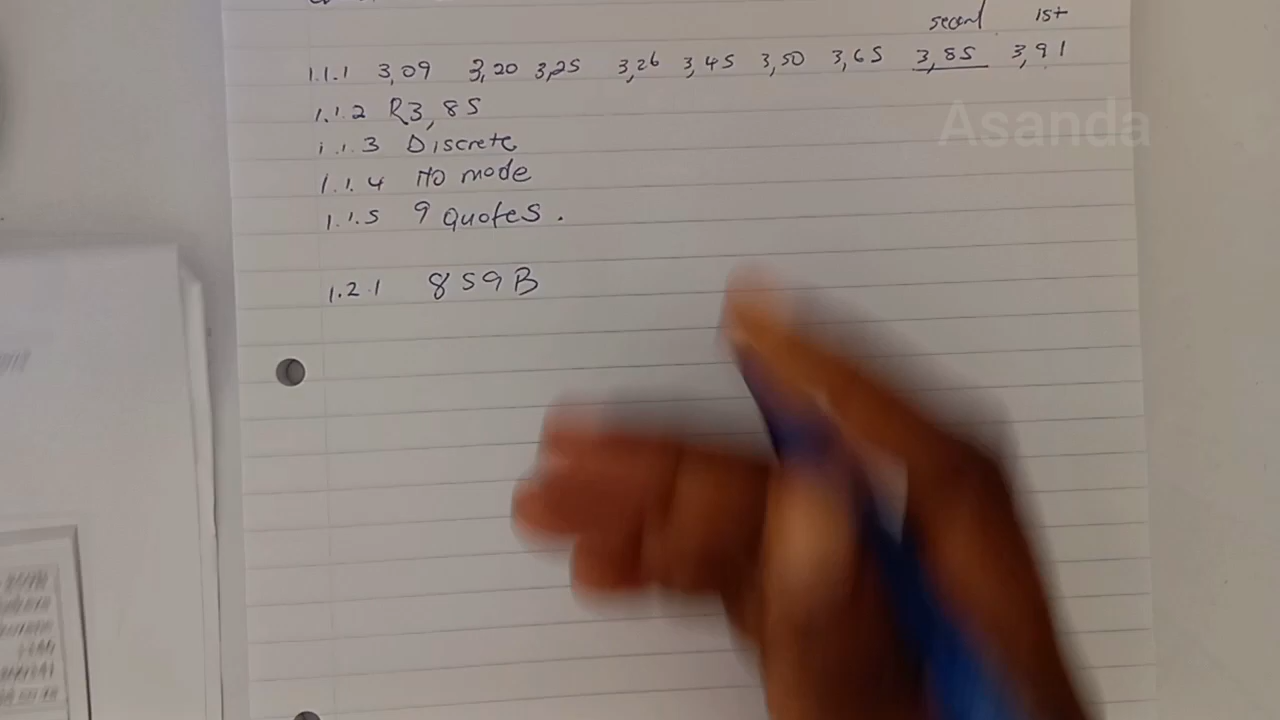 second 1st
1.1.1 3,09 3,20 3,25 3,26 3,45 3,50 3,65 3,85 3,91
1.1.2 R3,85
1.1.3 Discrete
1.1.4 No mode
1.1.5 9 quotes.
1.2.1 859B
Asanda